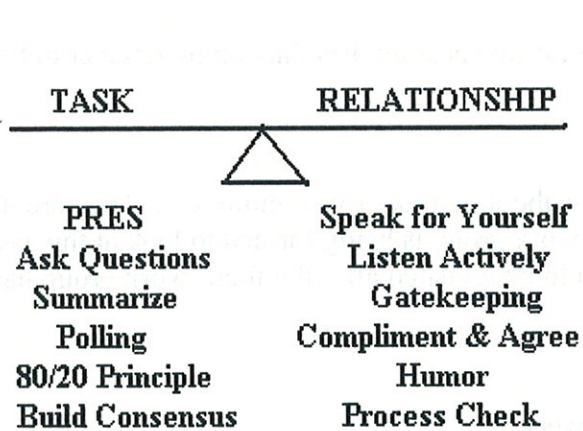 TASK RELATIONSHIP
PRES Speak for Yourself
Ask Questions Listen Actively
Summarize Gatekeeping
Polling Compliment & Agree
80/20 Principle Humor
Build Consensus Process Check